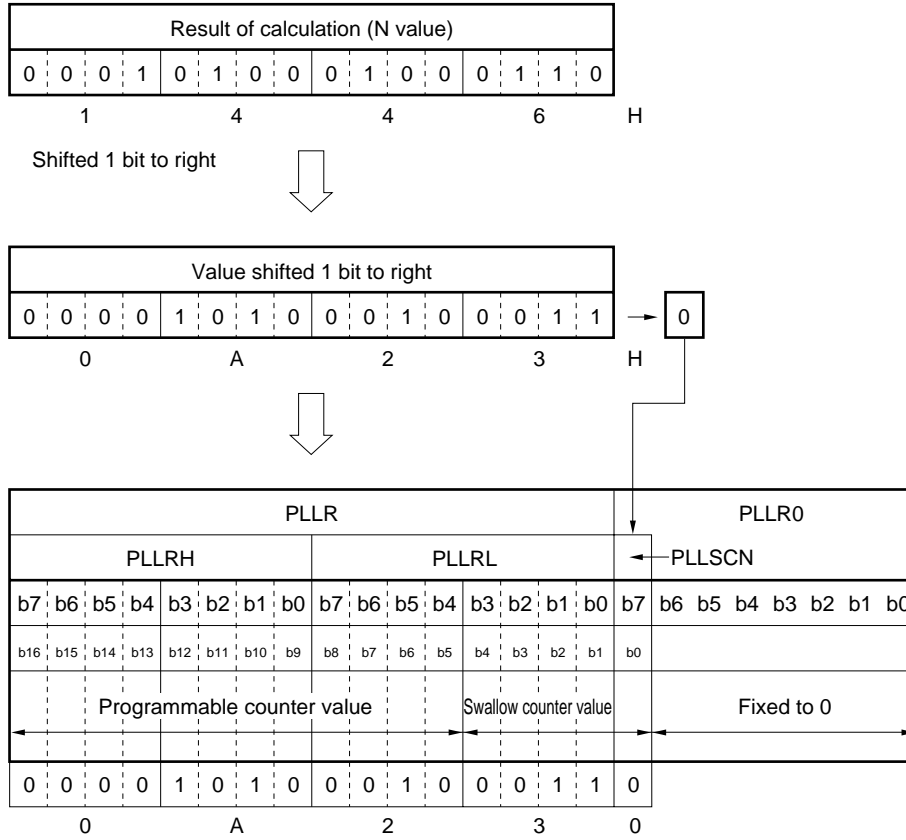 Result of calculation (N value)
0 0 0 1 0 1 0 0 0 1 0 0 0 1 1 0
1 4 4 6 H
Shifted 1 bit to right
Value shifted 1 bit to right
0 0 0 0 1 0 1 0 0 0 1 0 0 0 1 1 0
0 A 2 3 H
PLLR PLLR0
PLLRH PLLRL PLLSCN
b7 b6 b5 b4 b3 b2 b1 b0 b7 b6 b5 b4 b3 b2 b1 b0 b7 b6 b5 b4 b3 b2 b1 b0
b16 b15 b14 b13 b12 b11 b10 b9 b8 b7 b6 b5 b4 b3 b2 b1 b0
Programmable counter value Swallow counter value Fixed to 0
0 0 0 0 1 0 1 0 0 0 1 0 0 0 1 1 0
0 A 2 3 0